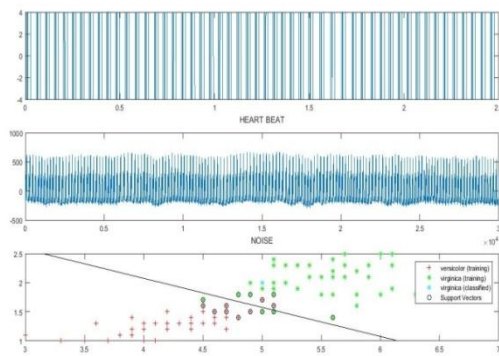 4
2
0
-2
-4
0 0.5 1 1.5 2 2.5
HEART BEAT
1000
500
0
-500
0 0.5 1 1.5 2 2.5 3
NOISE
2.5
2
1.5
1
3 3.5 4 4.5 5 5.5 6 6.5
versicolor (training)
virginica (training)
virginica (classified)
Support Vectors